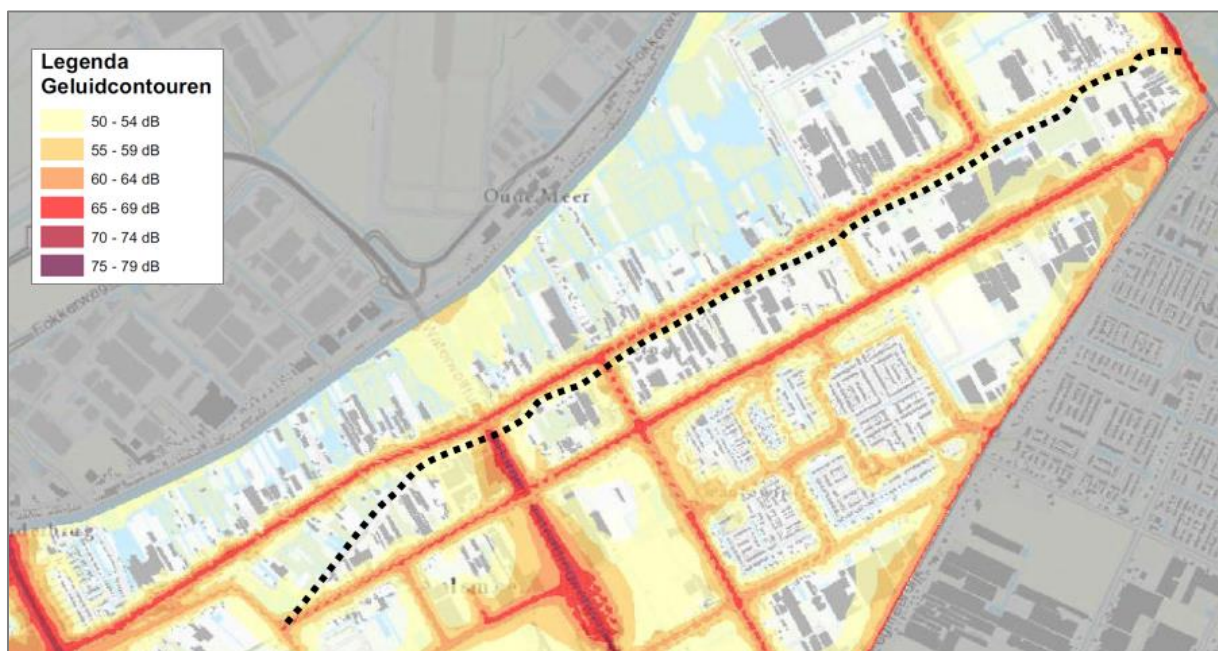 Legenda
Geluidcontouren
50 - 54 dB
55 - 59 dB
60 - 64 dB
65 - 69 dB
70 - 74 dB
75 - 79 dB
Oude Meer